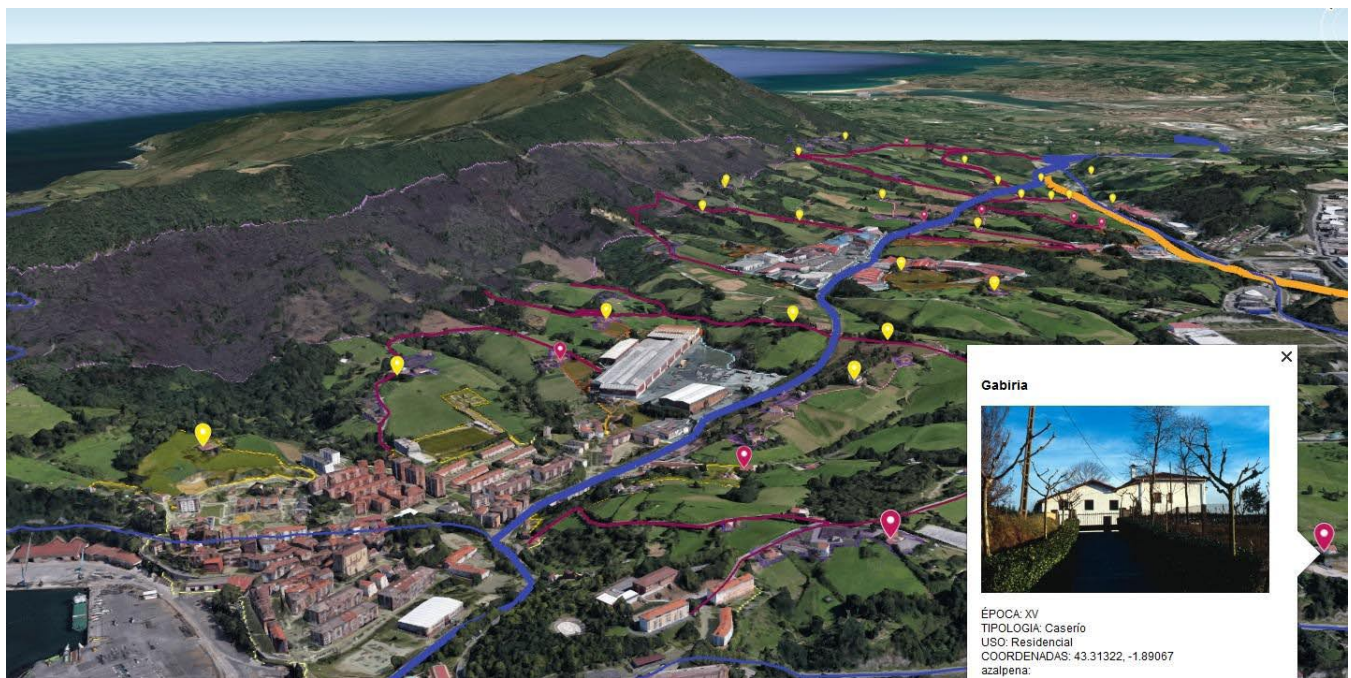 Gabiria
ÉPOCA: XV
TIPOLOGIA: Caserío
USO: Residencial
COORDENADAS: 43.31322, -1.89067
azalpena: